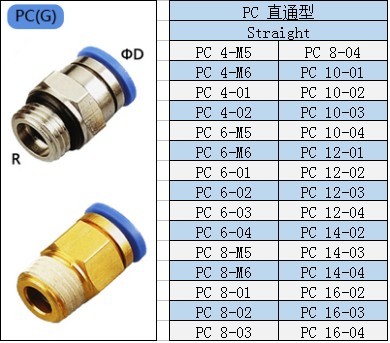 PC(G)
ΦD
R
PC 直通型
Straight
PC 4-M5 PC 8-04
PC 4-M6 PC 10-01
PC 4-01 PC 10-02
PC 4-02 PC 10-03
PC 6-M5 PC 10-04
PC 6-M6 PC 12-01
PC 6-01 PC 12-02
PC 6-02 PC 12-03
PC 6-03 PC 12-04
PC 6-04 PC 14-02
PC 8-M5 PC 14-03
PC 8-M6 PC 14-04
PC 8-01 PC 16-02
PC 8-02 PC 16-03
PC 8-03 PC 16-04